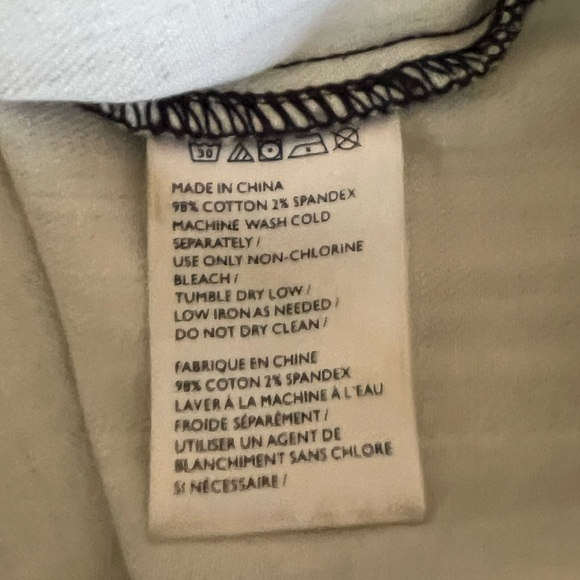 30
MADE IN CHINA
98% COTTON 2% SPANDEX
MACHINE WASH COLD
SEPARATELY /
USE ONLY NON-CHLORINE
BLEACH /
TUMBLE DRY LOW /
LOW IRON AS NEEDED /
DO NOT DRY CLEAN /
FABRIQUE EN CHINE
98% COTON 2% SPANDEX
LAVER À LA MACHINE À L'EAU
FROIDE SÉPARÉMENT /
UTILISER UN AGENT DE
BLANCHIMENT SANS CHLORE
SI NÉCESSAIRE /